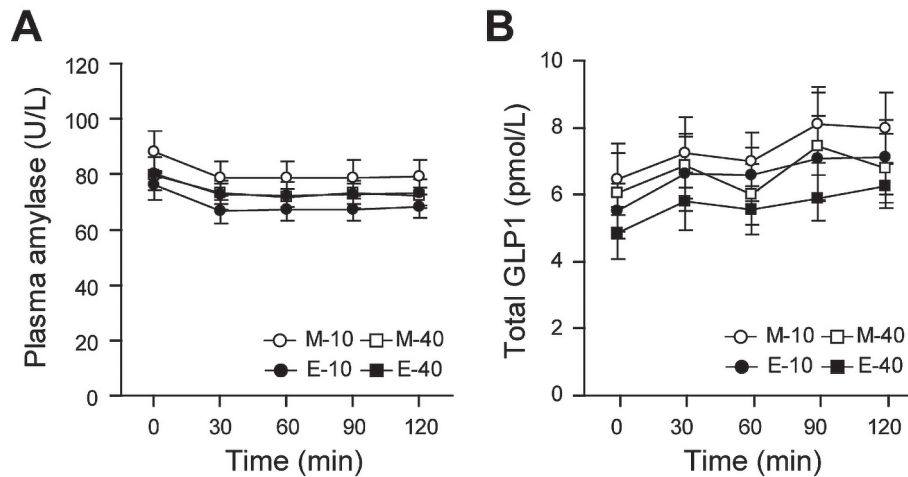 A
Plasma amylase (U/L)
120
100
80
60
40
20
0
M-10
M-40
E-10
E-40
0 30 60 90 120
Time (min)
B
Total GLP1 (pmol/L)
10
8
6
4
2
0
M-10
M-40
E-10
E-40
0 30 60 90 120
Time (min)